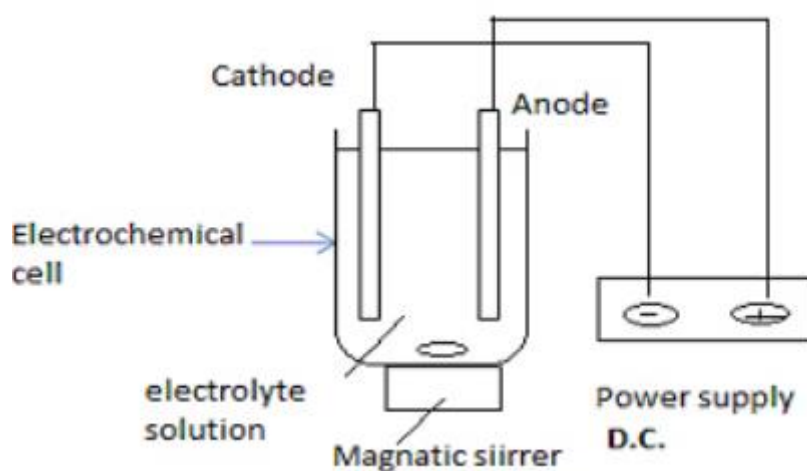 Cathode
Anode
Electrochemical
cell
-
+
electrolyte
solution
Power supply
D.C.
Magnatic siirrer